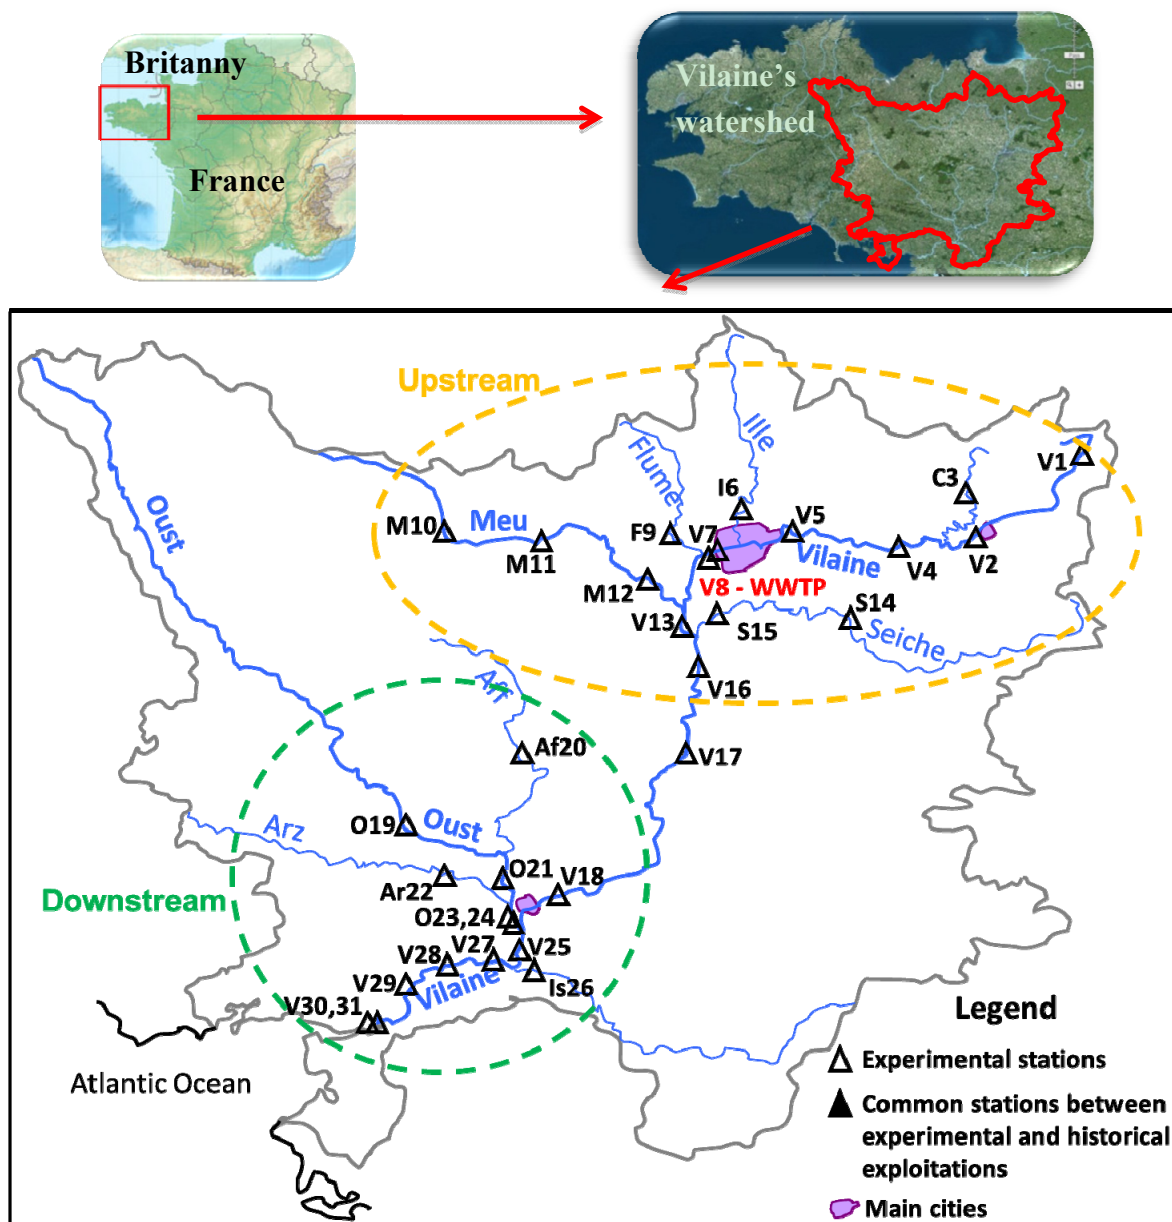 Britanny
France
Vilaine's
watershed
Upstream
Ille
Flume
V1
C3
I6
Oust
M10
Meu
F9
V7
V5
M11
Vilaine
V4
V2
M12
V8 - WWTP
V13
S15
S14
Seiche
V16
Aff
Af20
V17
O19
Oust
Arz
O21
V18
Ar22
Downstream
O23,24
V28
V27
V25
V29
Vilaine
Is26
V30,31
Atlantic Ocean
Legend
Experimental stations
Common stations between
experimental and historical
exploitations
Main cities